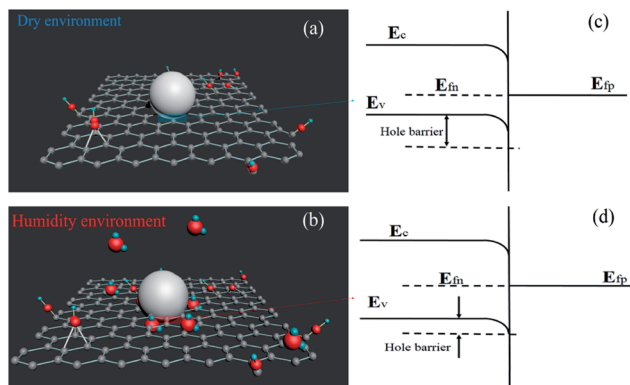 Dry environment
(a)
(c)
Ec
Efn
Efp
Ev
Hole barrier
Humidity environment
(b)
(d)
Ec
Efn
Efp
Ev
Hole barrier